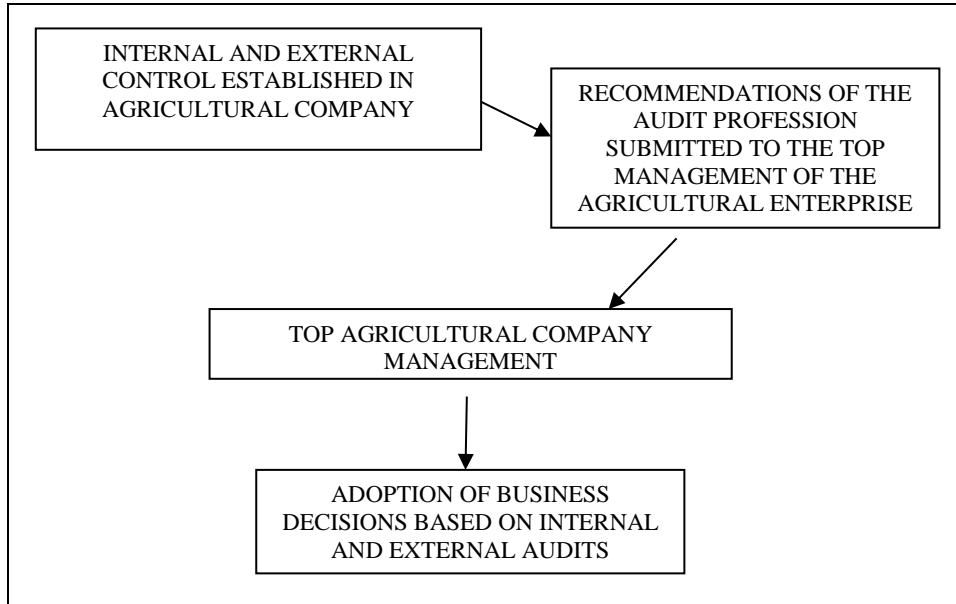 INTERNAL AND EXTERNAL
CONTROL ESTABLISHED IN
AGRICULTURAL COMPANY
RECOMMENDATIONS OF THE
AUDIT PROFESSION
SUBMITTED TO THE TOP
MANAGEMENT OF THE
AGRICULTURAL ENTERPRISE
TOP AGRICULTURAL COMPANY
MANAGEMENT
ADOPTION OF BUSINESS
DECISIONS BASED ON INTERNAL
AND EXTERNAL AUDITS